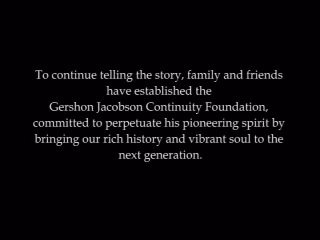 To continue telling the story, family and friends
have established the
Gershon Jacobson Continuity Foundation,
committed to perpetuate his pioneering spirit by
bringing our rich history and vibrant soul to the
next generation.